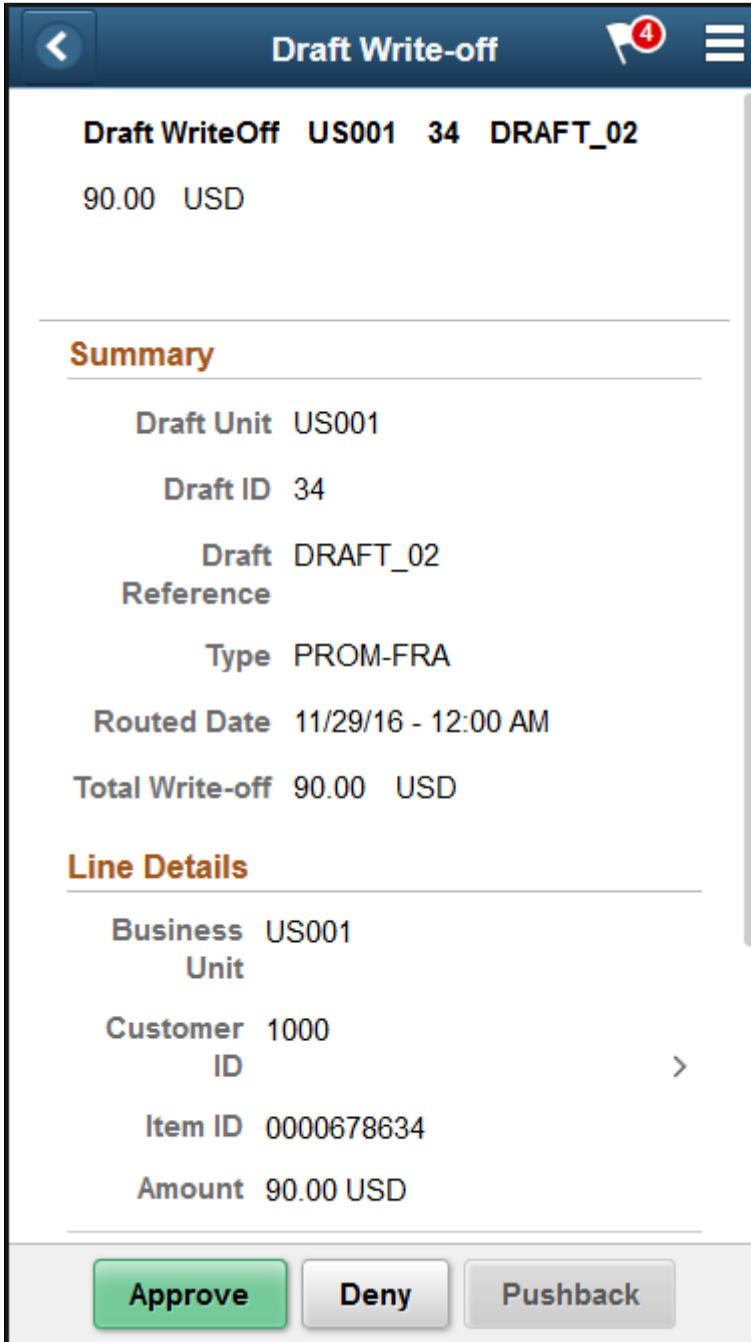 Draft Write-off 4
Draft WriteOff US001 34 DRAFT_02
90.00 USD
Summary
Draft Unit US001
Draft ID 34
Draft DRAFT_02
Reference
Type PROM-FRA
Routed Date 11/29/16 - 12:00 AM
Total Write-off 90.00 USD
Line Details
Business US001
Unit
Customer 1000
ID
Item ID 0000678634
Amount 90.00 USD
Approve Deny Pushback